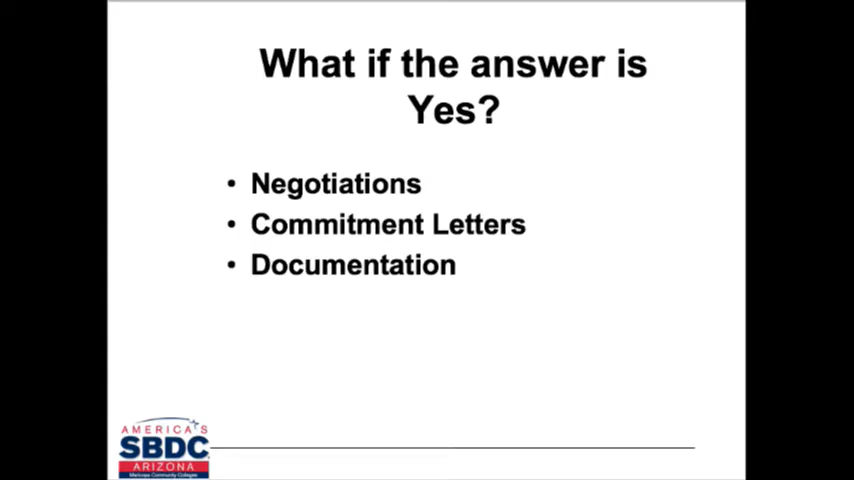 What if the answer is
Yes?
• Negotiations
• Commitment Letters
• Documentation
AMERICA'S
SBDC
ARIZONA
Maricopa Community Colleges